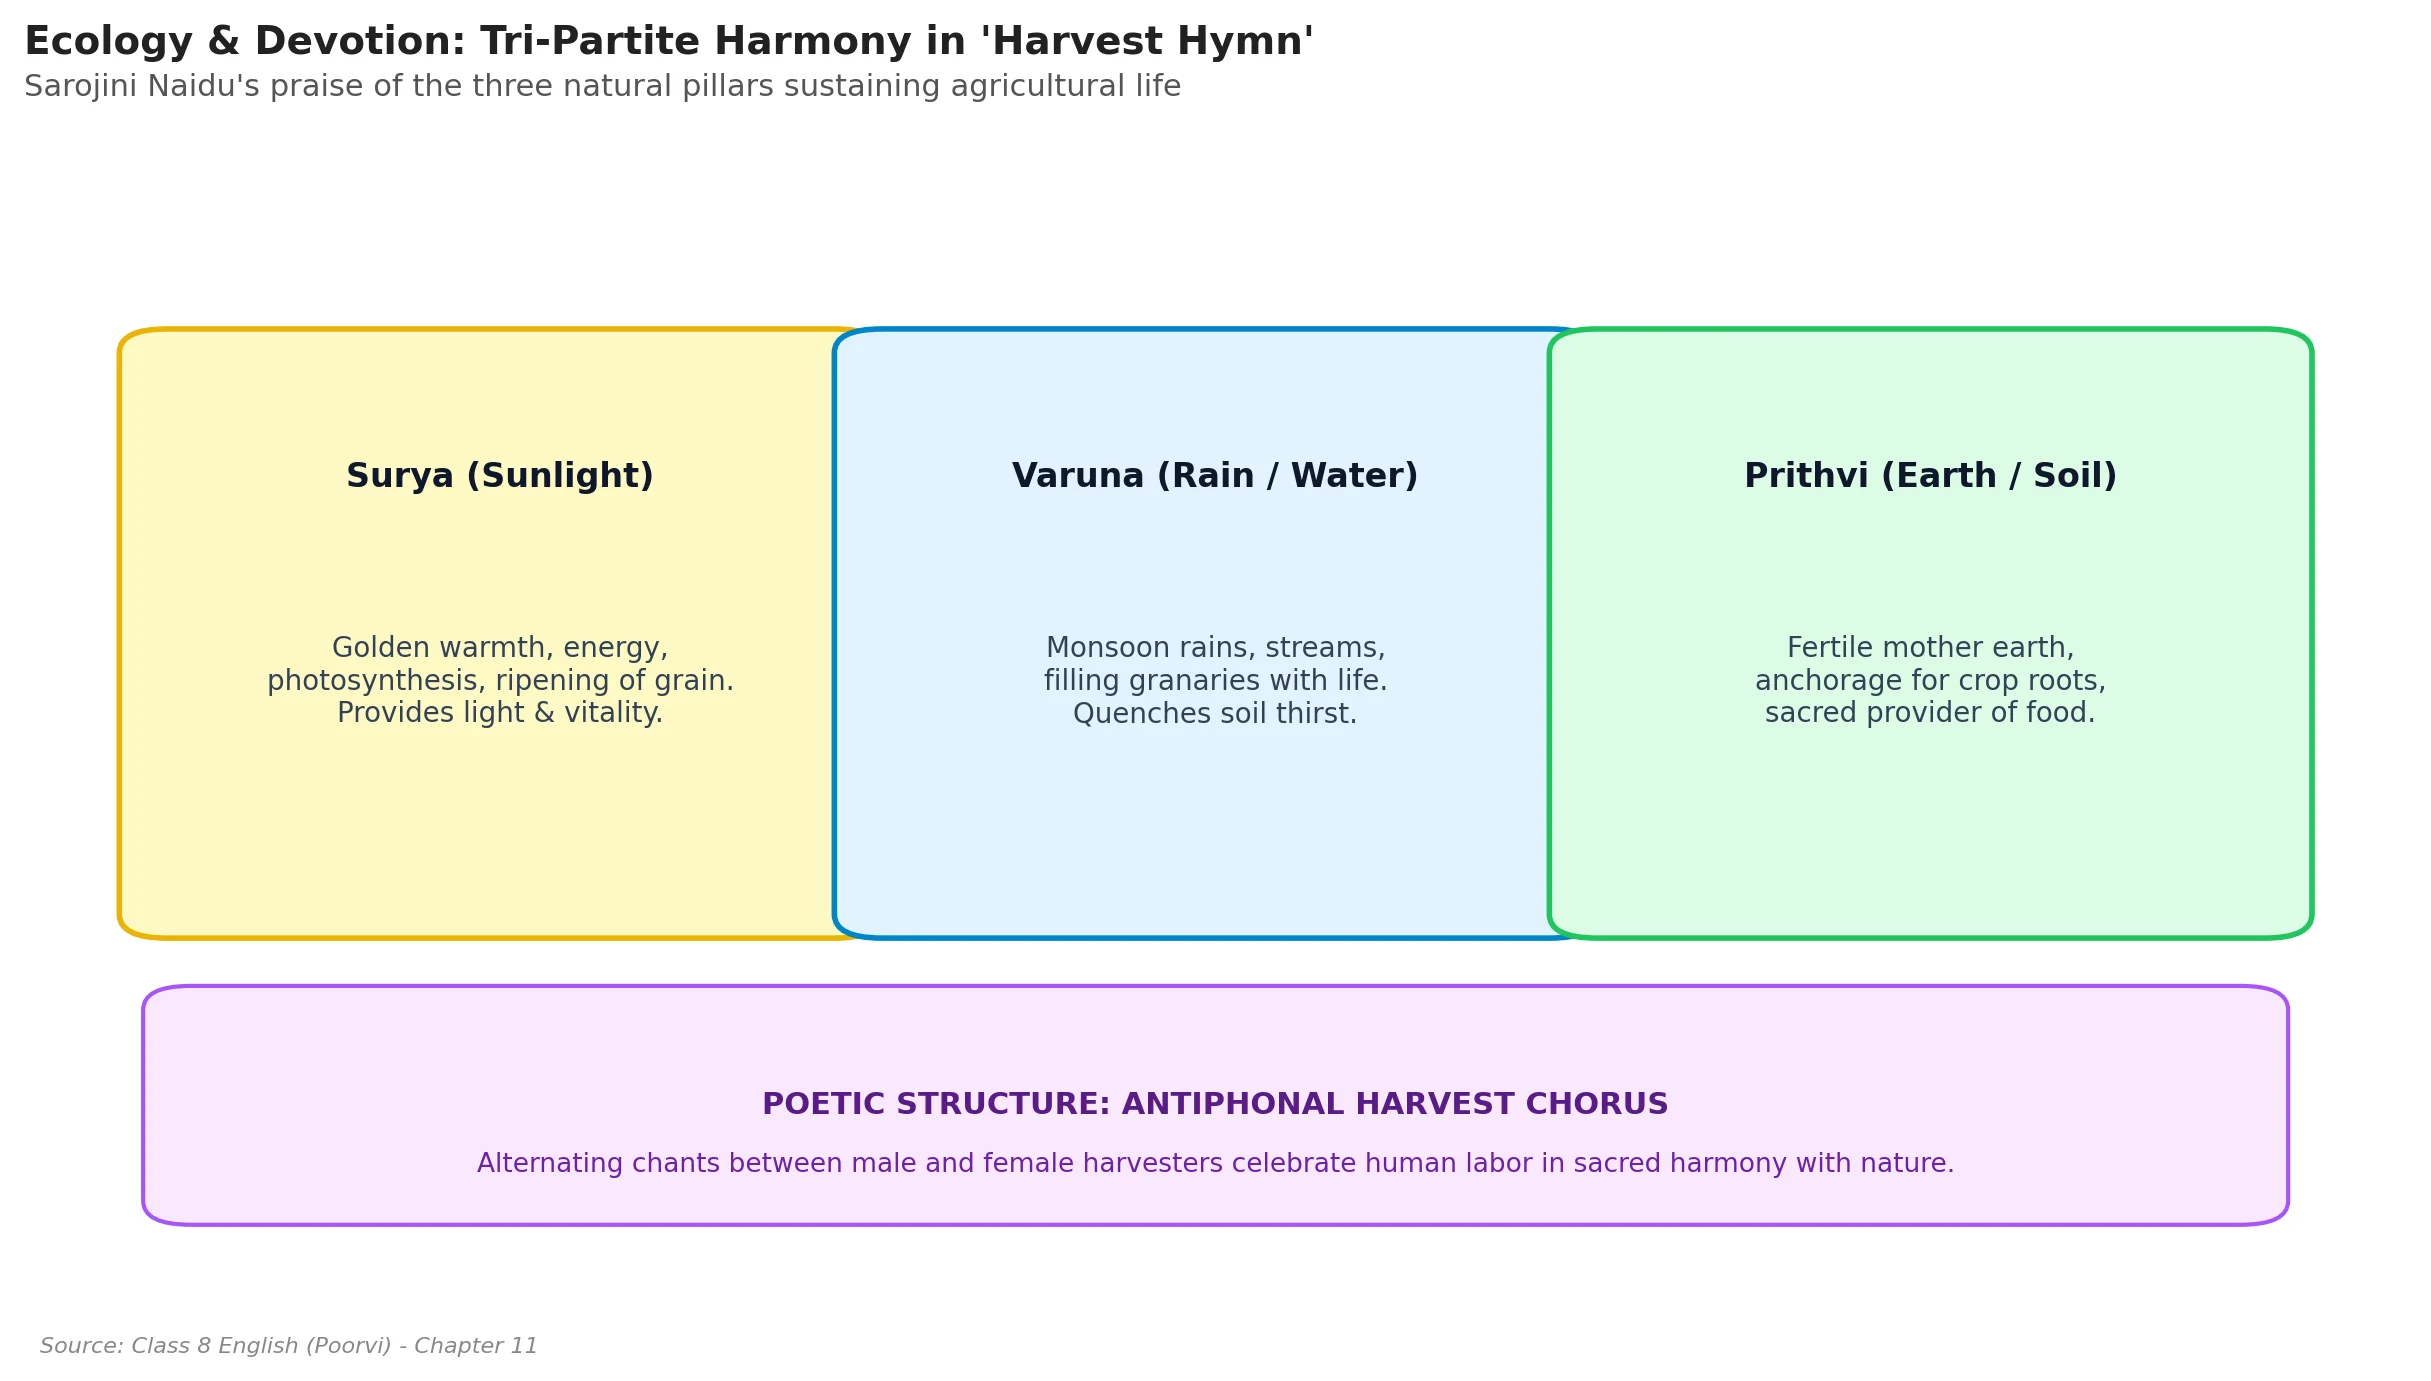 Ecology & Devotion: Tri-Partite Harmony in 'Harvest Hymn'
Sarojini Naidu's praise of the three natural pillars sustaining agricultural life
Surya (Sunlight)
Golden warmth, energy,
photosynthesis, ripening of grain.
Provides light & vitality.
Varuna (Rain / Water)
Monsoon rains, streams,
filling granaries with life.
Quenches soil thirst.
Prithvi (Earth / Soil)
Fertile mother earth,
anchorage for crop roots,
sacred provider of food.
POETIC STRUCTURE: ANTIPHONAL HARVEST CHORUS
Alternating chants between male and female harvesters celebrate human labor in sacred harmony with nature.
Source: Class 8 English (Poorvi) - Chapter 11